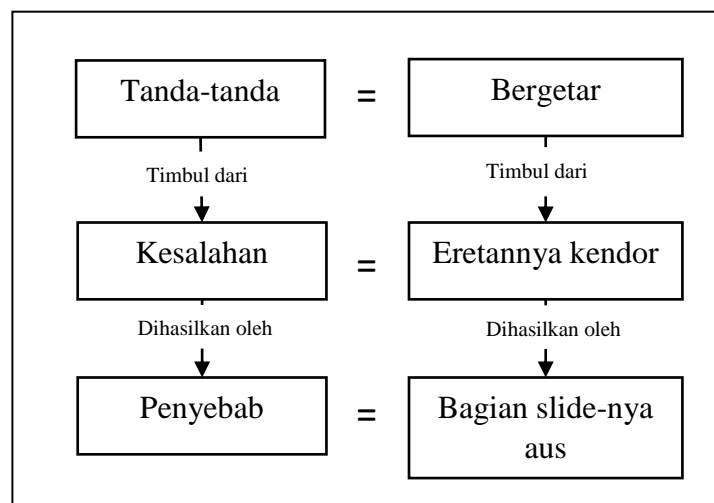 Tanda-tanda = Bergetar
Timbul dari Timbul dari
Kesalahan = Eretannya kendor
Dihasilkan oleh Dihasilkan oleh
Penyebab = Bagian slide-nya
aus